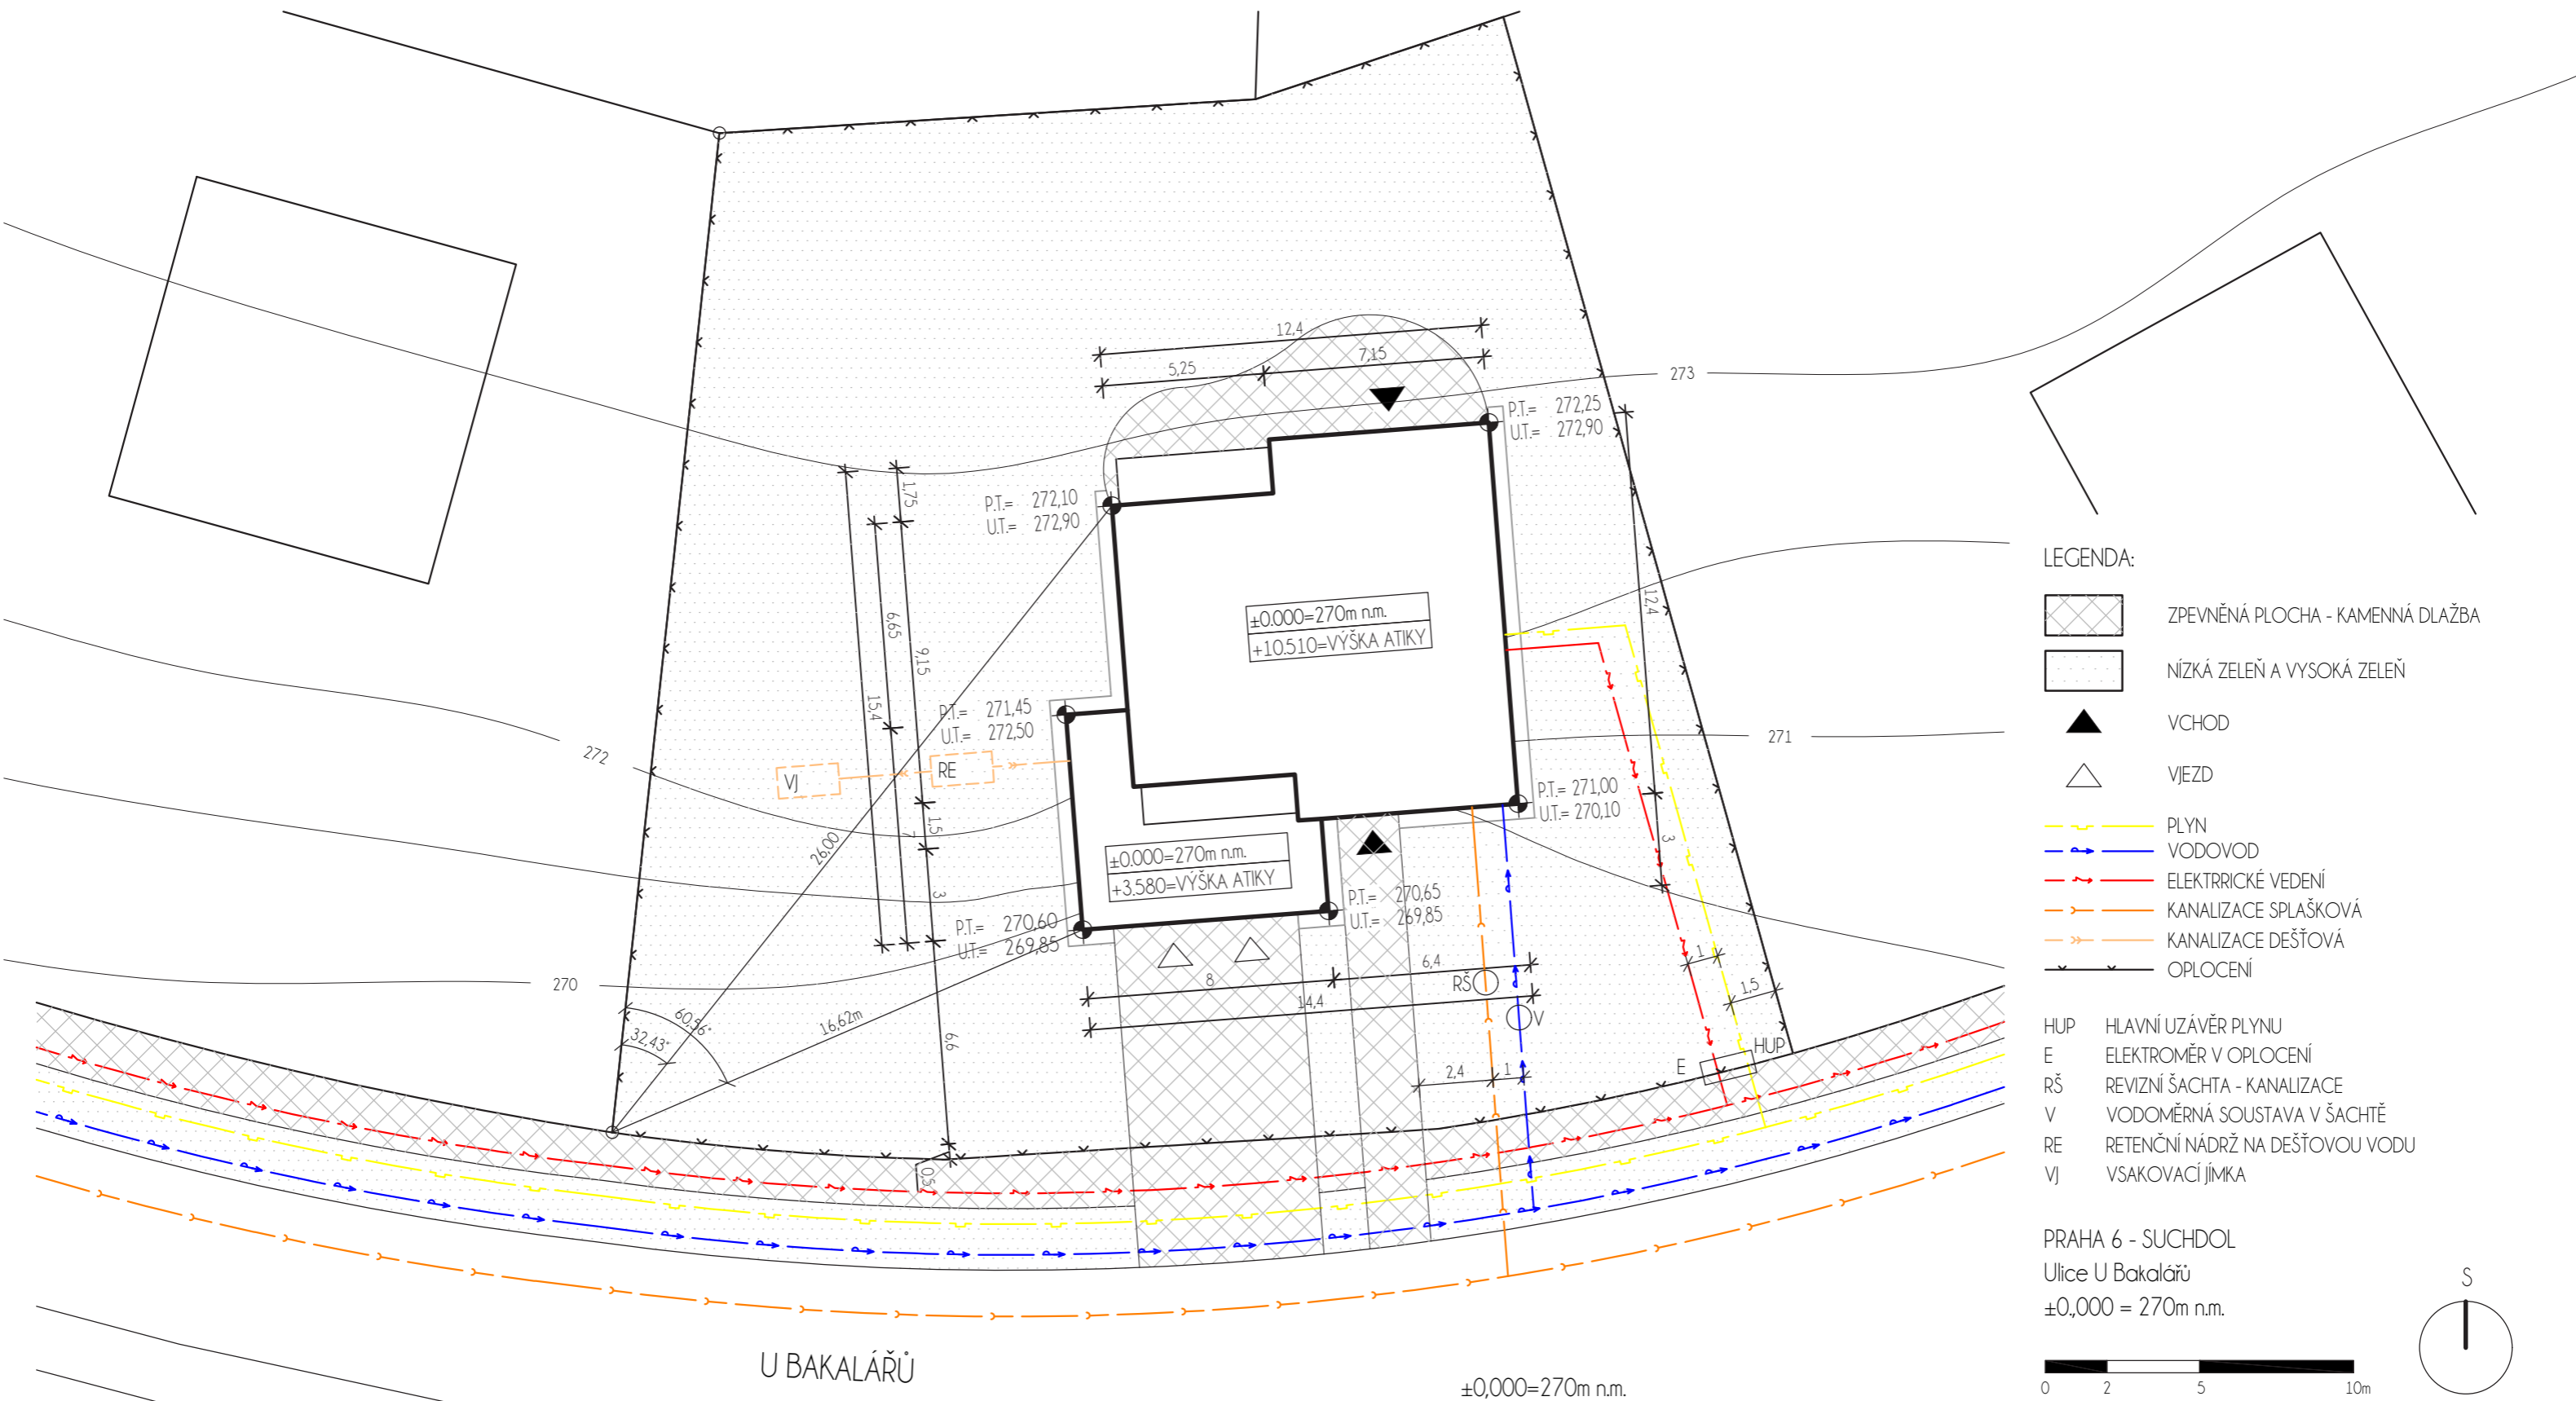 12,4
5,25
7,15
273
P.T.= 272,25
U.T.= 272,90
1,75
P.T.= 272,10
U.T.= 272,90
12,4
6,65
9,15
15,4
±0.000=270m n.m.
+10.510=VÝŠKA ATIKY
P.T.= 271,45
U.T.= 272,50
272
271
VJ
RE
P.T.= 271,00
U.T.= 270,10
1,5
7
3
3
26,00
±0.000=270m n.m.
+3.580=VÝŠKA ATIKY
P.T.= 270,65
U.T.= 269,85
P.T.= 270,60
U.T.= 269,85
270
8
6,4
14,4
RŠ
V
1
1,5
60,56°
32,43°
16,62m
6,6
2,4
1
E
HUP
0,5
U BAKALÁŘŮ
±0,000=270m n.m.
LEGENDA:
ZPEVNĚNÁ PLOCHA - KAMENNÁ DLAŽBA
NÍZKÁ ZELEŇ A VYSOKÁ ZELEŇ
VCHOD
VJEZD
PLYN
VODOVOD
ELEKTRRICKÉ VEDENÍ
KANALIZACE SPLAŠKOVÁ
KANALIZACE DEŠŤOVÁ
OPLOCENÍ
HUP HLAVNÍ UZÁVĚR PLYNU
E ELEKTROMĚR V OPLOCENÍ
RŠ REVIZNÍ ŠACHTA - KANALIZACE
V VODOMĚRNÁ SOUSTAVA V ŠACHTĚ
RE RETENČNÍ NÁDRŽ NA DEŠŤOVOU VODU
VJ VSAKOVACÍ JÍMKA
PRAHA 6 - SUCHDOL
Ulice U Bakalářů
±0.,000 = 270m n.m.
S
0 2 5 10m